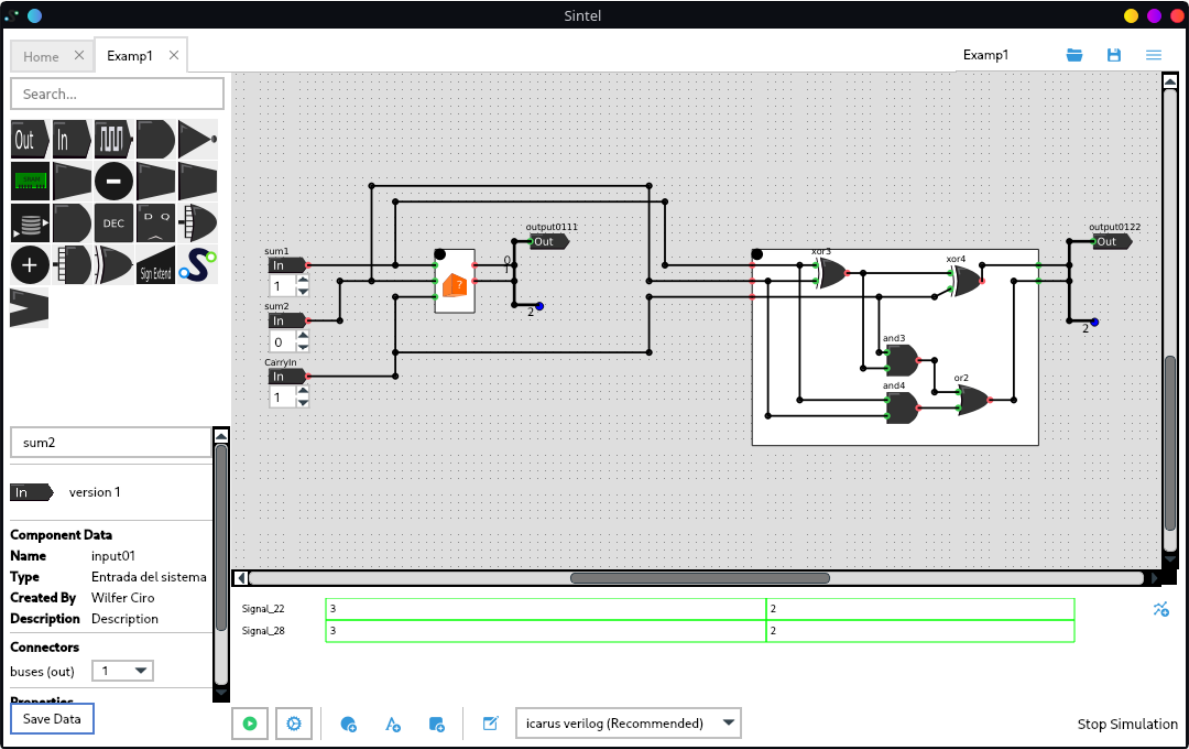 Sintel
Home
Examp1
Examp1
Search...
Out
In
DEC
D Q
Sign Extend
sum1
In
1
sum2
In
0
CarryIn
In
1
?
0
1
output0111
Out
2
xor3
xor4
and3
and4
or2
output0122
Out
2
sum2
In
version 1
Component Data
Name input01
Type Entrada del sistema
Created By Wilfer Ciro
Description Description
Connectors
buses (out) 1
Properties
Save Data
Signal_22 3 2
Signal_28 3 2
icarus verilog (Recommended)
Stop Simulation